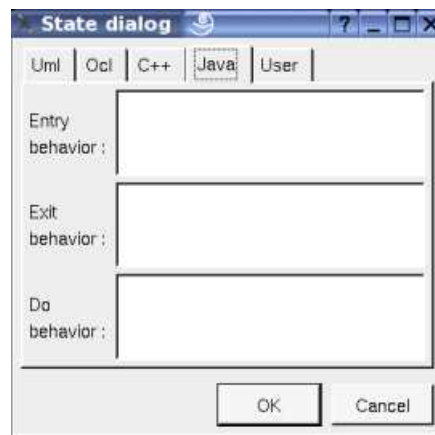 State dialog ?
Uml Ocl C++ Java User
Entry
behavior :
Exit
behavior :
Do
behavior :
OK Cancel